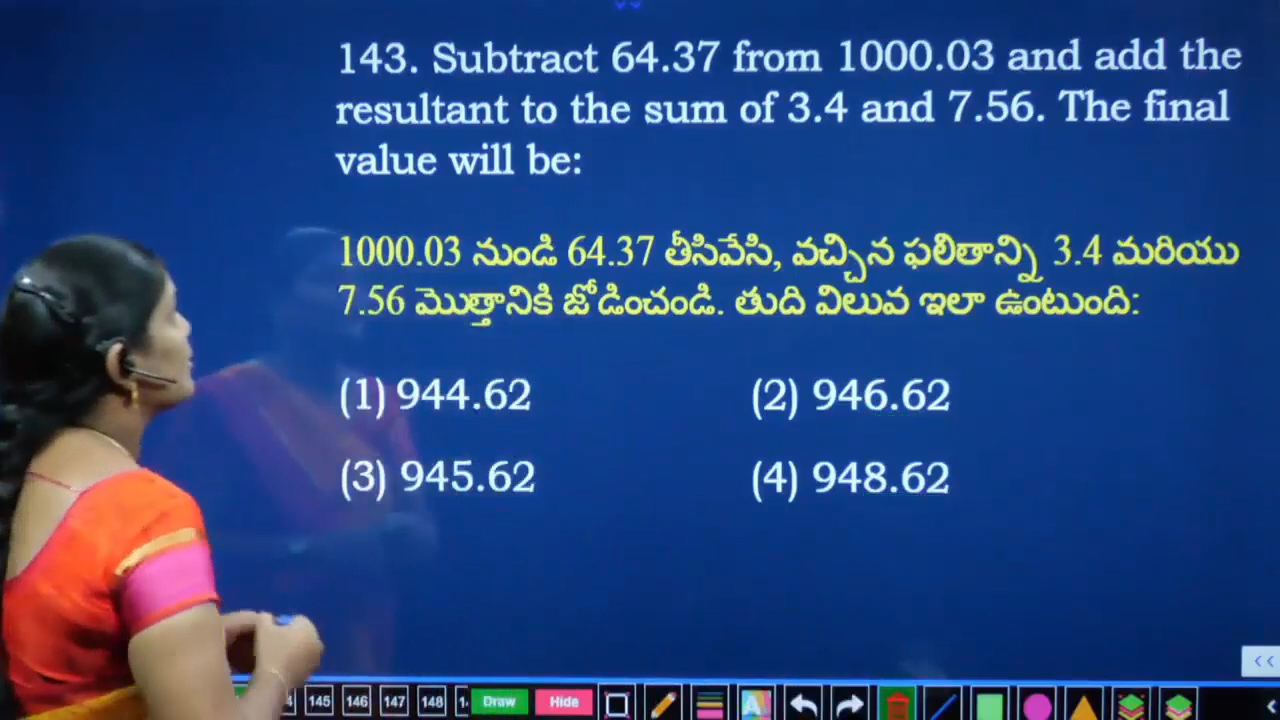 143. Subtract 64.37 from 1000.03 and add the
resultant to the sum of 3.4 and 7.56. The final
value will be:
1000.03 నుండి 64.37 తీసివేసి, వచ్చిన ఫలితాన్ని 3.4 మరియు
7.56 మొత్తానికి జోడించండి. తుది విలువ ఇలా ఉంటుంది:
(1) 944.62 (2) 946.62
(3) 945.62 (4) 948.62
145 146 147 148 Draw Hide